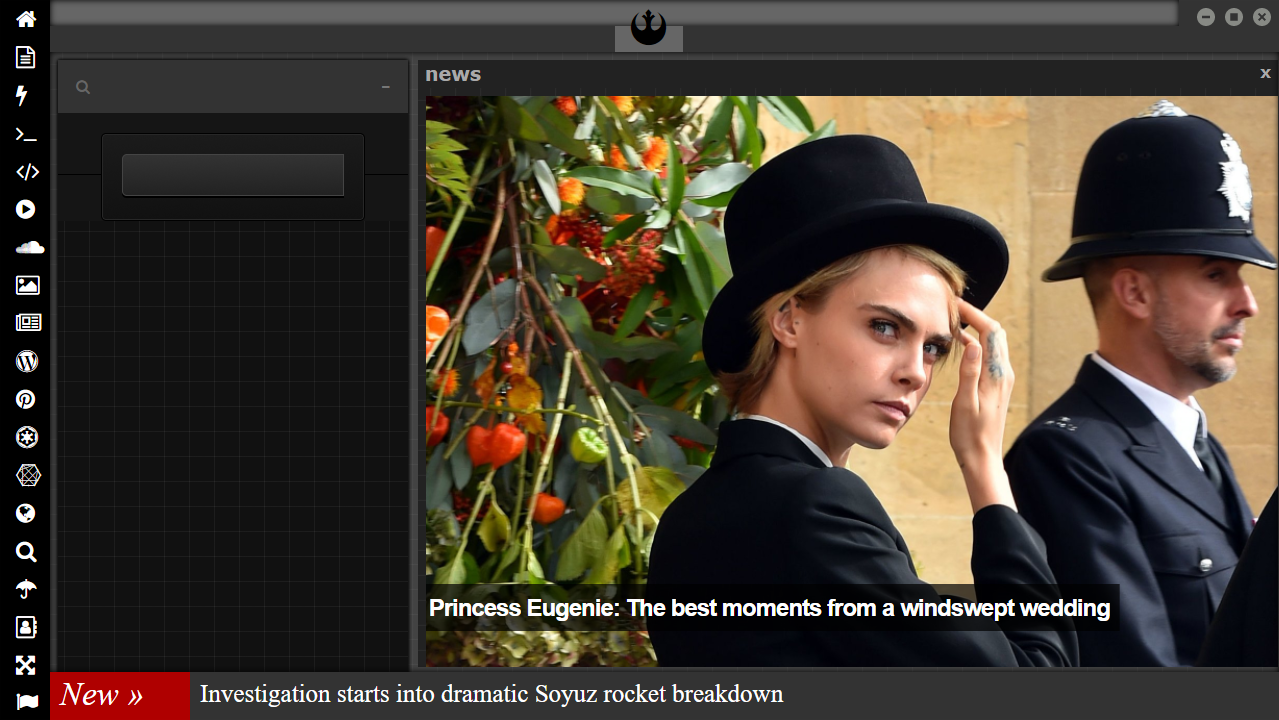 news
x
Princess Eugenie: The best moments from a windswept wedding
New »
Investigation starts into dramatic Soyuz rocket breakdown